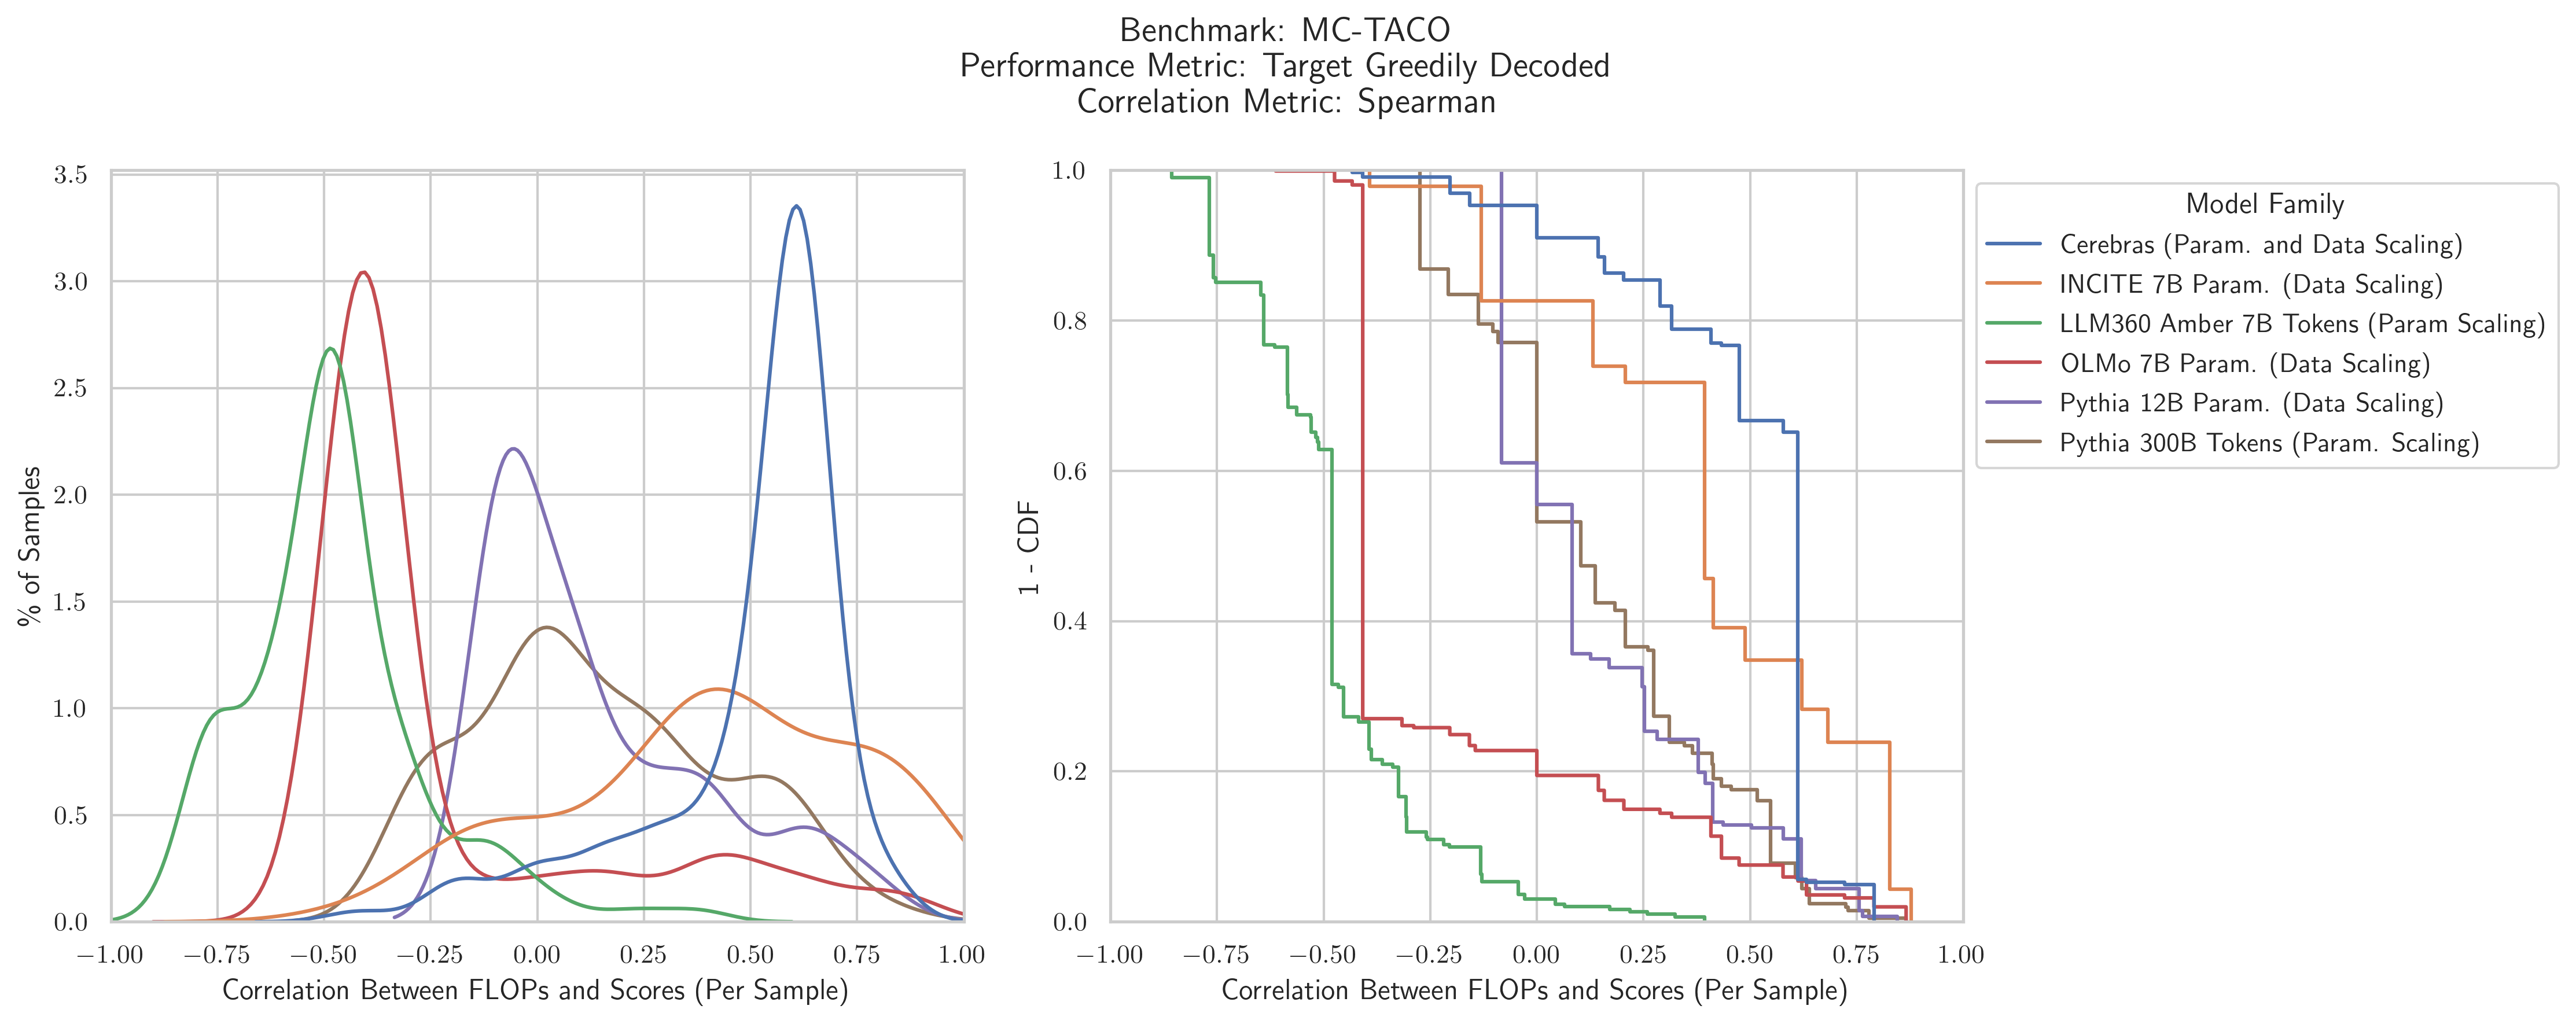 Benchmark: MC-TACO
Performance Metric: Target Greedily Decoded
Correlation Metric: Spearman
3.5
3.0
2.5
2.0
1.5
1.0
0.5
0.0
% of Samples
−1.00 −0.75 −0.50 −0.25 0.00 0.25 0.50 0.75 1.00
Correlation Between FLOPs and Scores (Per Sample)
1.0
0.8
0.6
0.4
0.2
0.0
1 - CDF
−1.00 −0.75 −0.50 −0.25 0.00 0.25 0.50 0.75 1.00
Correlation Between FLOPs and Scores (Per Sample)
Model Family
Cerebras (Param. and Data Scaling)
INCITE 7B Param. (Data Scaling)
LLM360 Amber 7B Tokens (Param Scaling)
OLMo 7B Param. (Data Scaling)
Pythia 12B Param. (Data Scaling)
Pythia 300B Tokens (Param. Scaling)